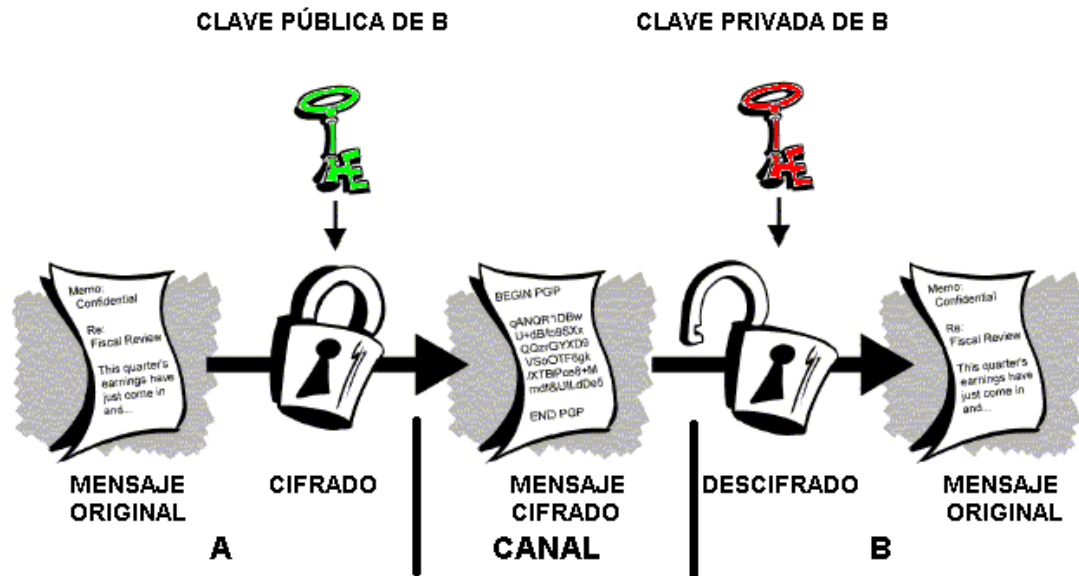 CLAVE PÚBLICA DE B
CLAVE PRIVADA DE B
Memo:
Confidential
Re:
Fiscal Review
This quarter's
earnings have
just come in
and...
BEGIN PGP
END PGP
Memo:
Confidential
Re:
Fiscal Review
This quarter's
earnings have
just come in
and...
MENSAJE
ORIGINAL
CIFRADO
MENSAJE
CIFRADO
DESCIFRADO
MENSAJE
ORIGINAL
A
CANAL
B